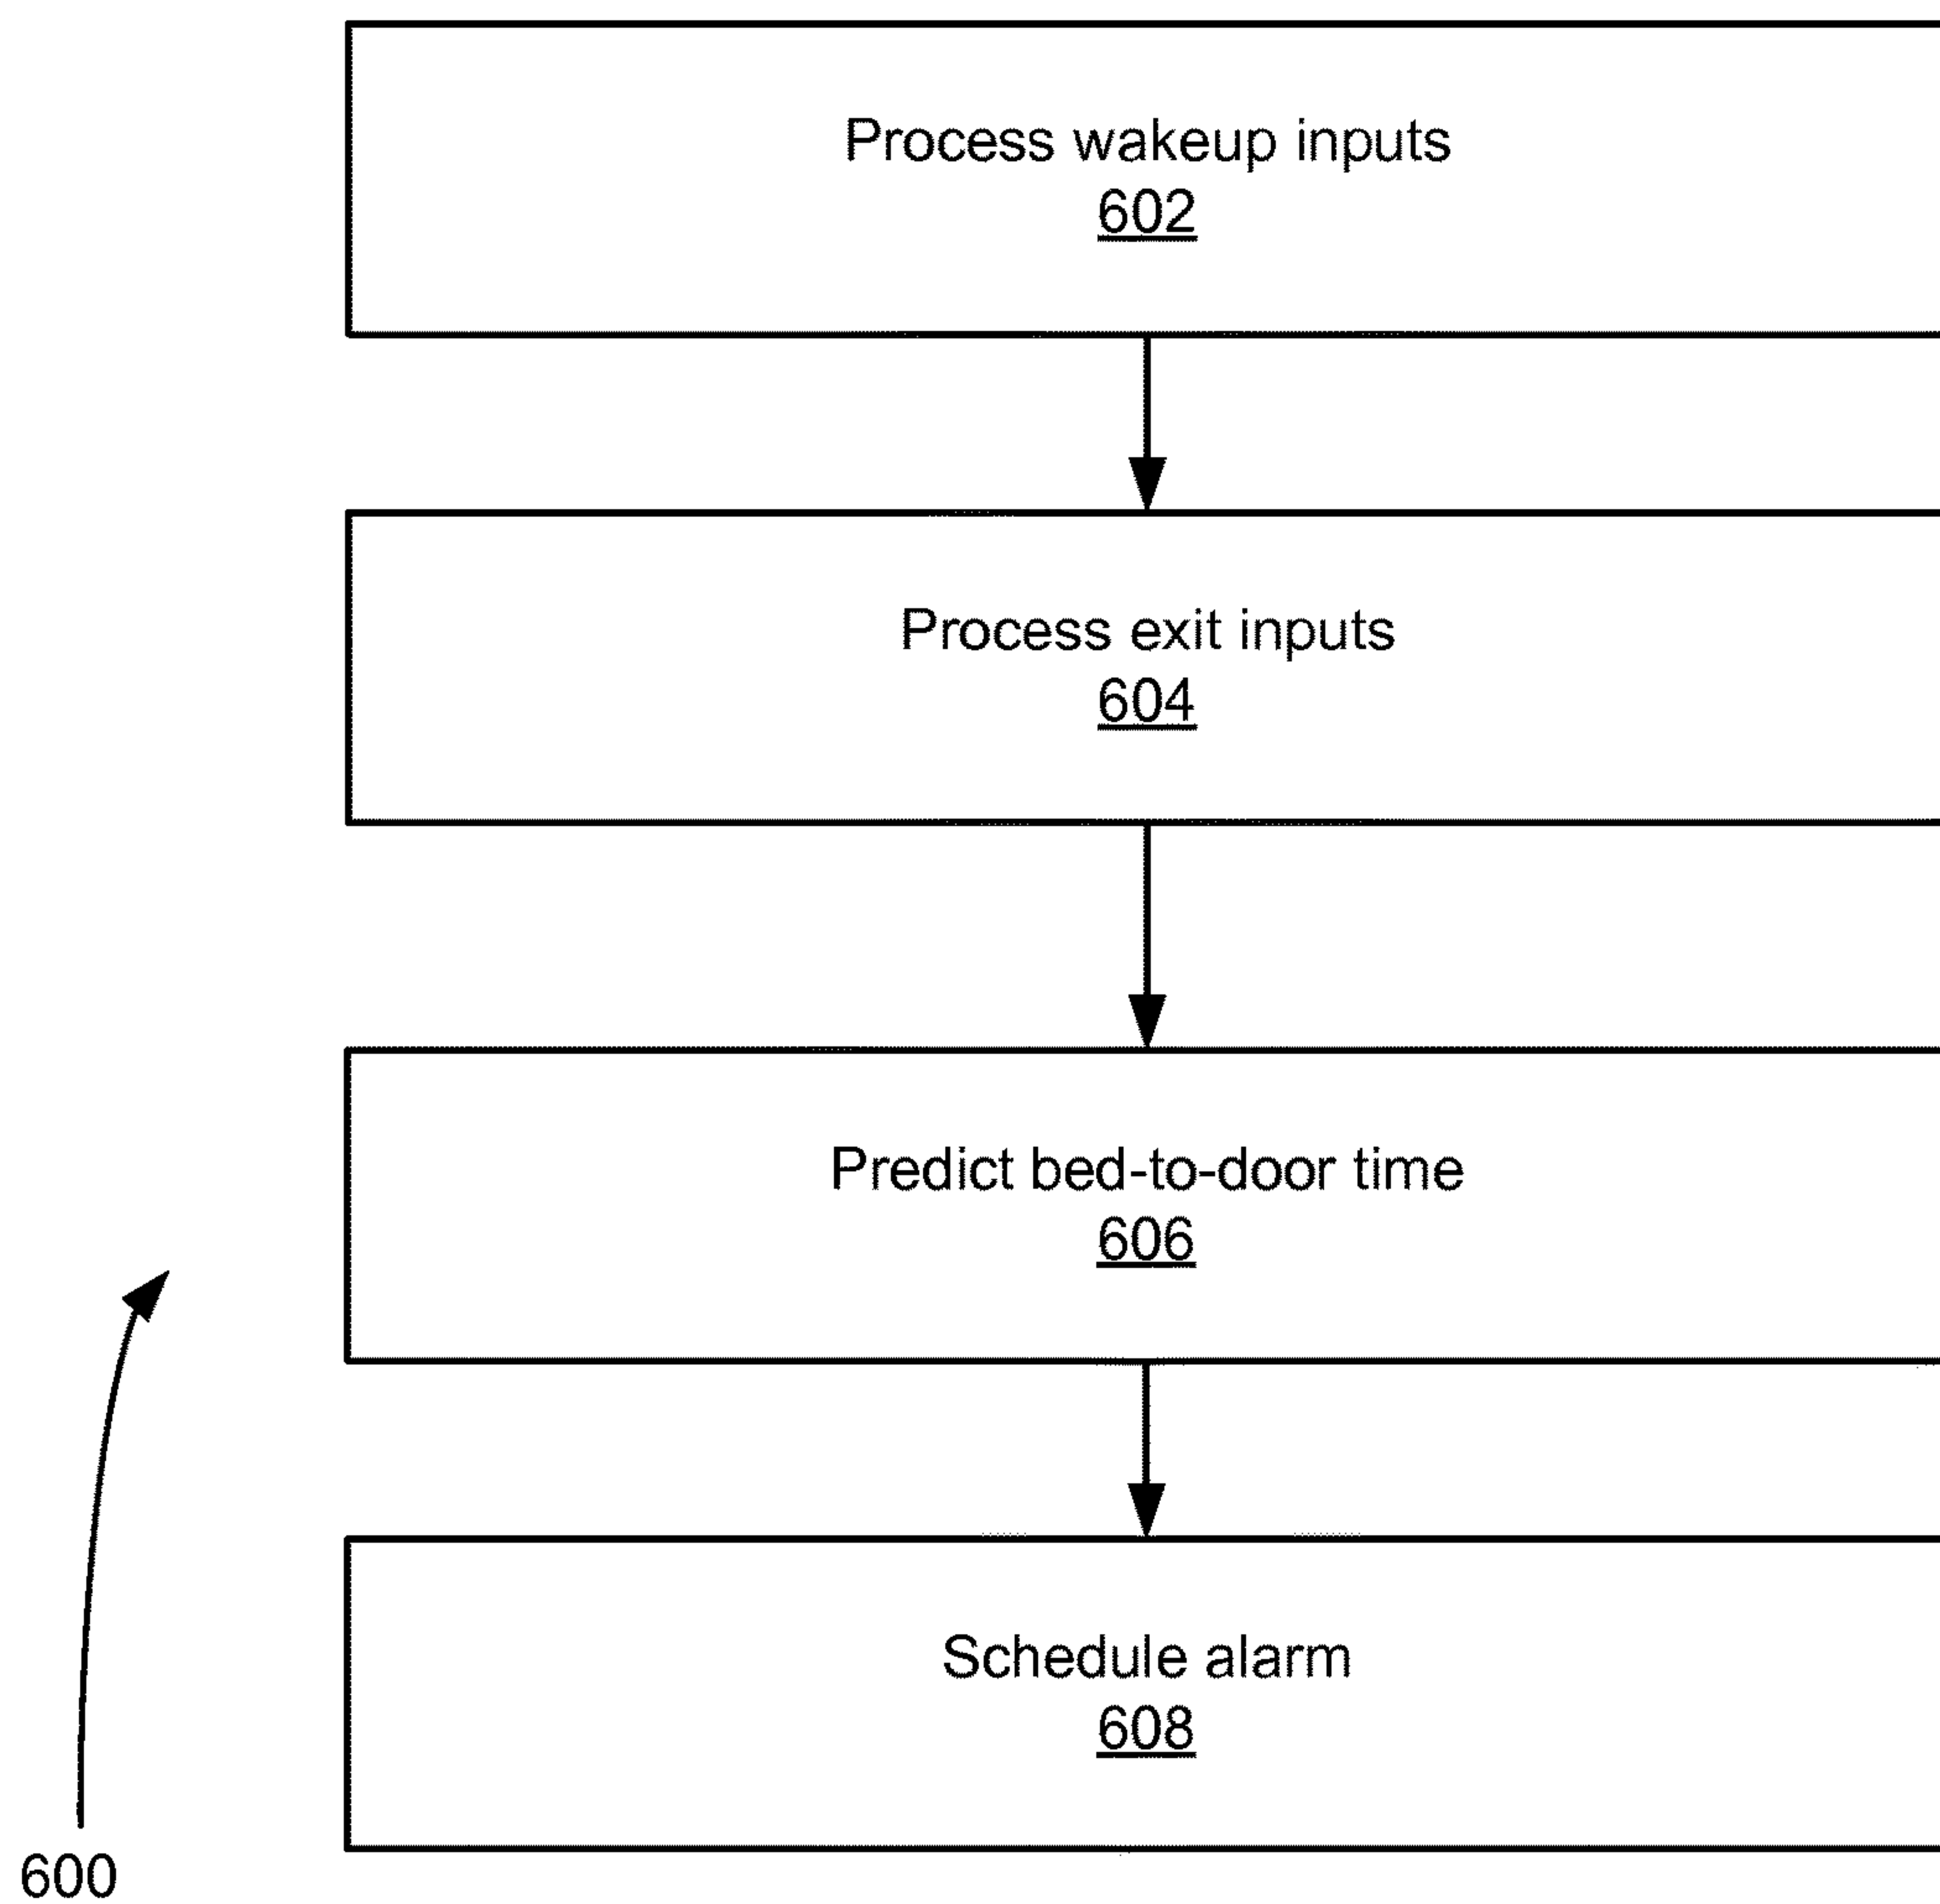 Process wakeup inputs
602
Process exit inputs
604
Predict bed-to-door time
606
Schedule alarm
608
600